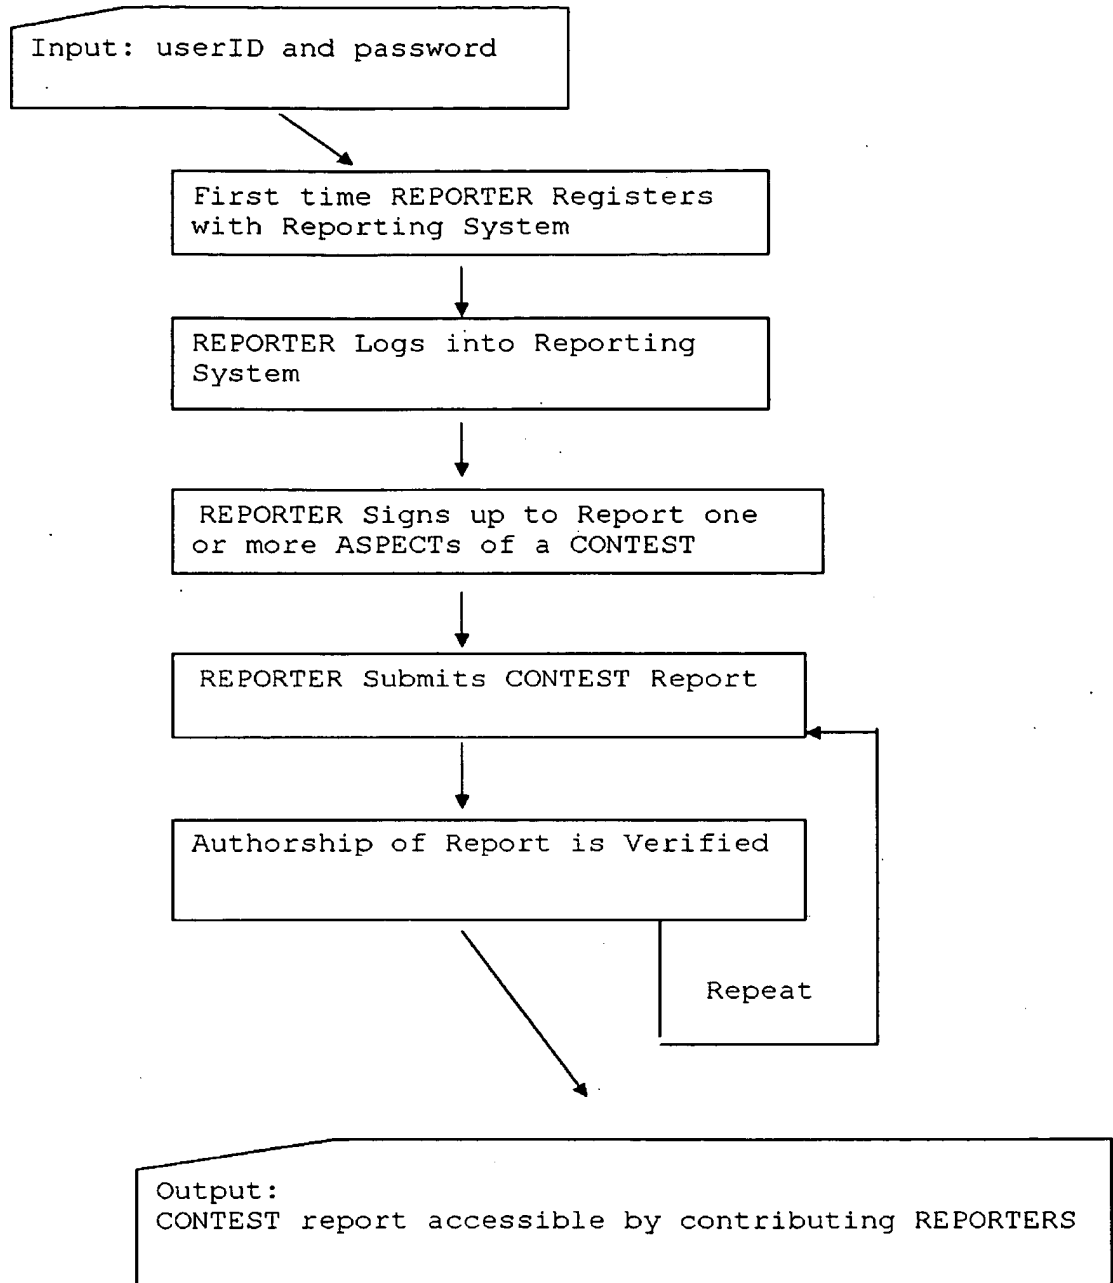 Input: userID and password
First time REPORTER Registers
with Reporting System
REPORTER Logs into Reporting
System
REPORTER Signs up to Report one
or more ASPECTs of a CONTEST
REPORTER Submits CONTEST Report
Authorship of Report is Verified
Repeat
Output:
CONTEST report accessible by contributing REPORTERS